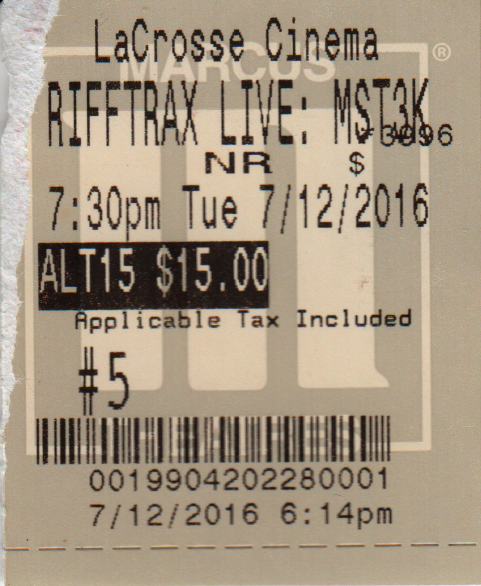 LaCrosse Cinema
MARCUS®
RIFFTRAX LIVE: MST3K
*3096
NR $
7:30pm Tue 7/12/2016
ALT15 $15.00
Applicable Tax Included
#5
0019904202280001
7/12/2016 6:14pm